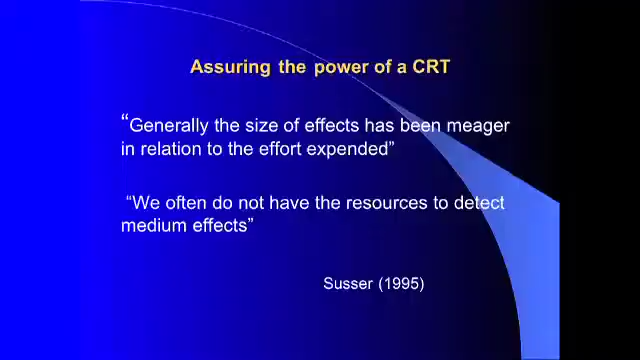 Assuring the power of a CRT
“Generally the size of effects has been meager
in relation to the effort expended”
“We often do not have the resources to detect
medium effects”
Susser (1995)